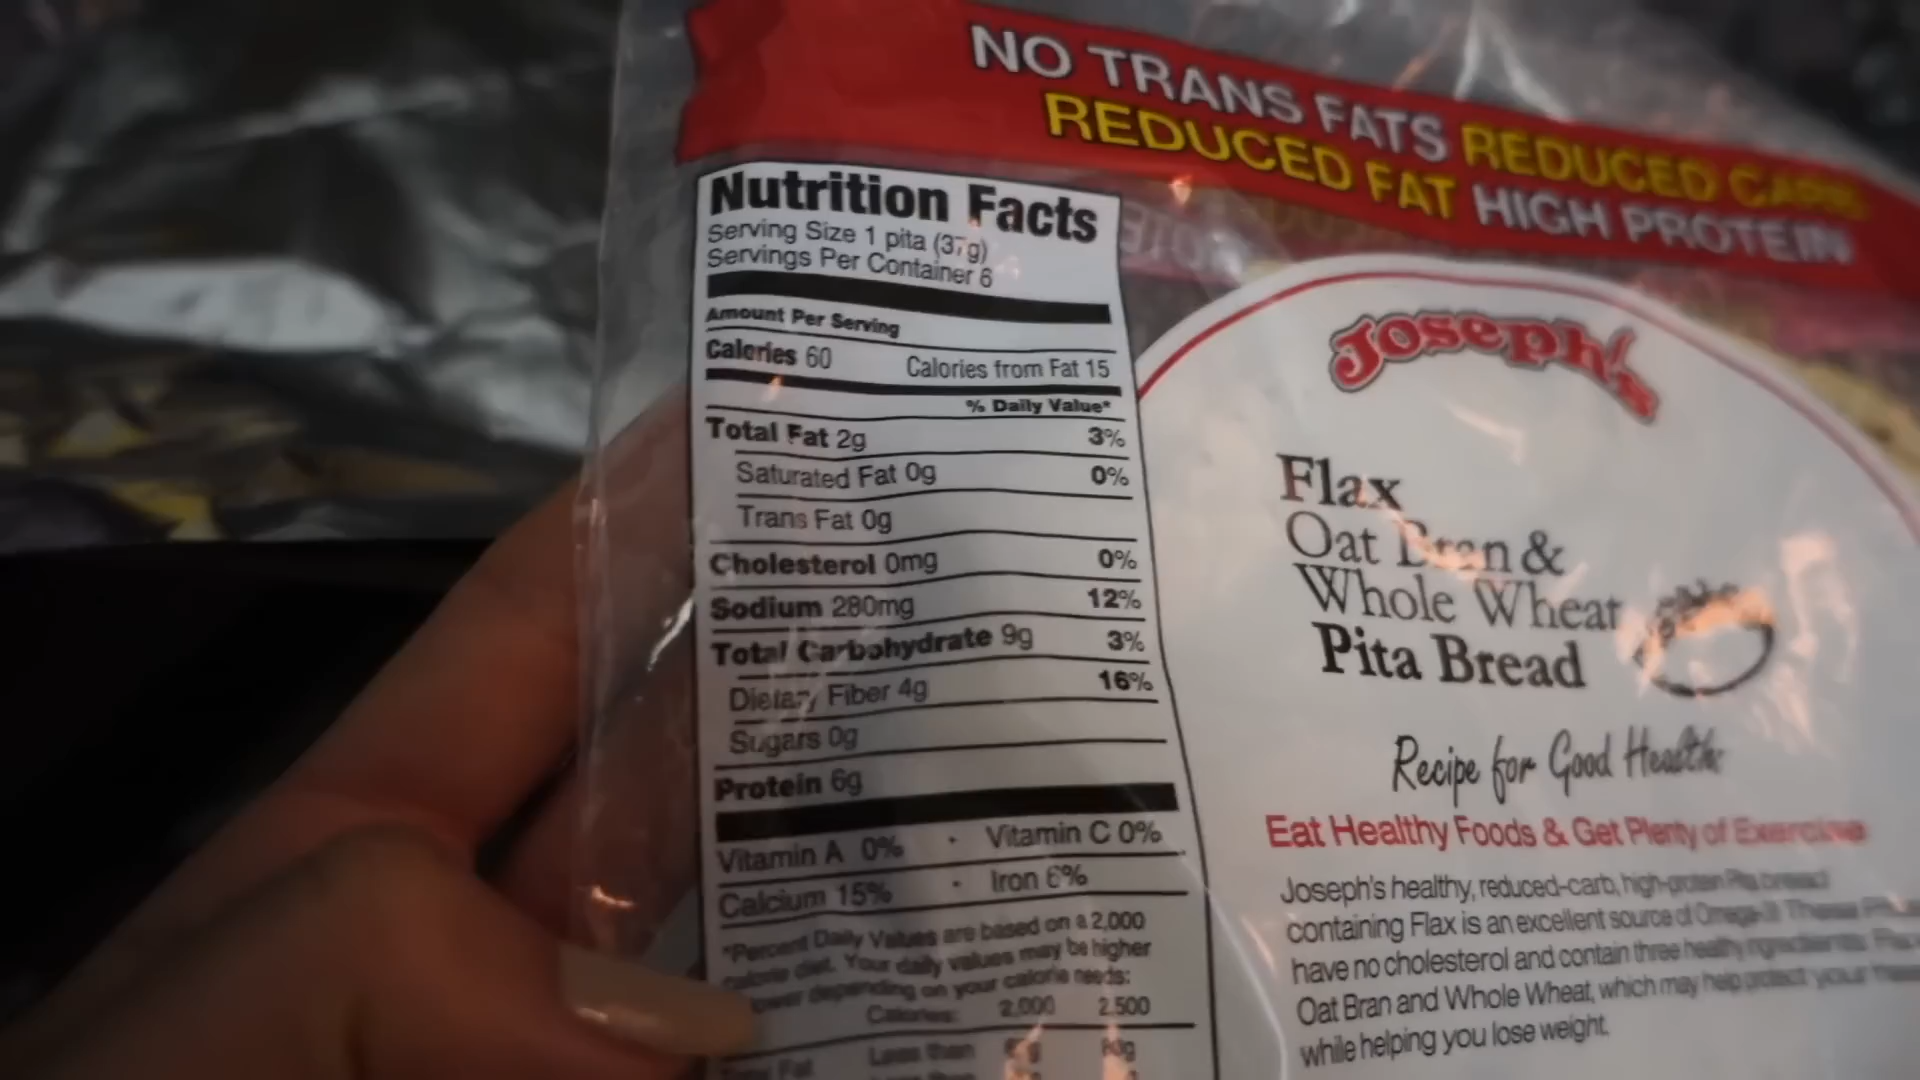 NO TRANS FATS REDUCED CARB
REDUCED FAT HIGH PROTEIN
Nutrition Facts
Serving Size 1 pita (37g)
Servings Per Container 6
Amount Per Serving
Calories 60 Calories from Fat 15
% Daily Value*
Total Fat 2g 3%
Saturated Fat 0g 0%
Trans Fat 0g
Cholesterol 0mg 0%
Sodium 280mg 12%
Total Carbohydrate 9g 3%
Dietary Fiber 4g 16%
Sugars 0g
Protein 6g
Vitamin A 0% • Vitamin C 0%
Calcium 15% • Iron 6%
*Percent Daily Values are based on a 2,000
calorie diet. Your daily values may be higher
lower depending on your calorie needs:
Calories: 2,000 2,500
Total Fat Less than 80g
Less than
Joseph's
Flax
Oat Bran &
Whole Wheat
Pita Bread
Recipe for Good Health:
Eat Healthy Foods & Get Plenty of Exercise
Joseph's healthy, reduced-carb, high-protein Pita bread
containing Flax is an excellent source of Omega-3! These
have no cholesterol and contain three healthy ingredients:
Oat Bran and Whole Wheat, which may help protect your
while helping you lose weight.